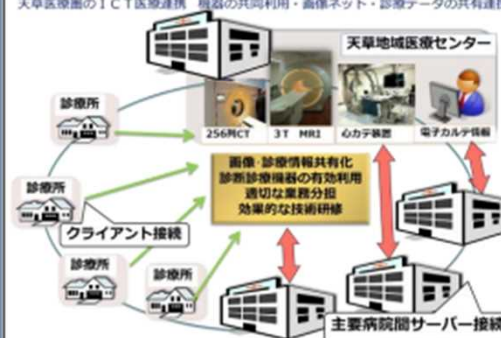 天草医療圏のICT医療連携 機器の共同利用・画像ネット・診療データの共有連携
天草地域医療センター
診療所
256列CT
3T MRI
心カテ装置
電子カルテ情報
画像・診療情報共有化
診断診療機器の有効利用
適切な業務分担
効果的な技術研修
診療所
クライアント接続
診療所
診療所
主要病院間サーバー接続